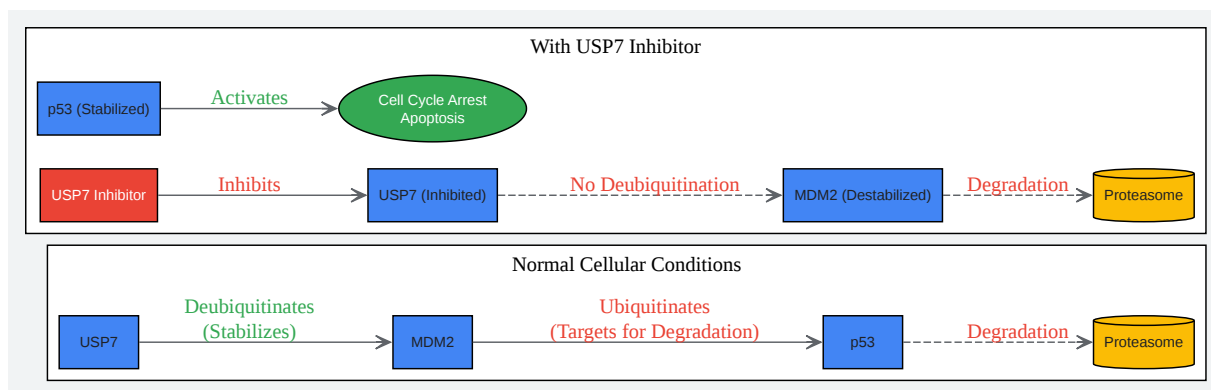 With USP7 Inhibitor
p53 (Stabilized)
Activates
Cell Cycle Arrest
Apoptosis
USP7 Inhibitor
Inhibits
USP7 (Inhibited)
No Deubiquitination
MDM2 (Destabilized)
Degradation
Proteasome
Normal Cellular Conditions
USP7
Deubiquitinates
(Stabilizes)
MDM2
Ubiquitinates
(Targets for Degradation)
p53
Degradation
Proteasome